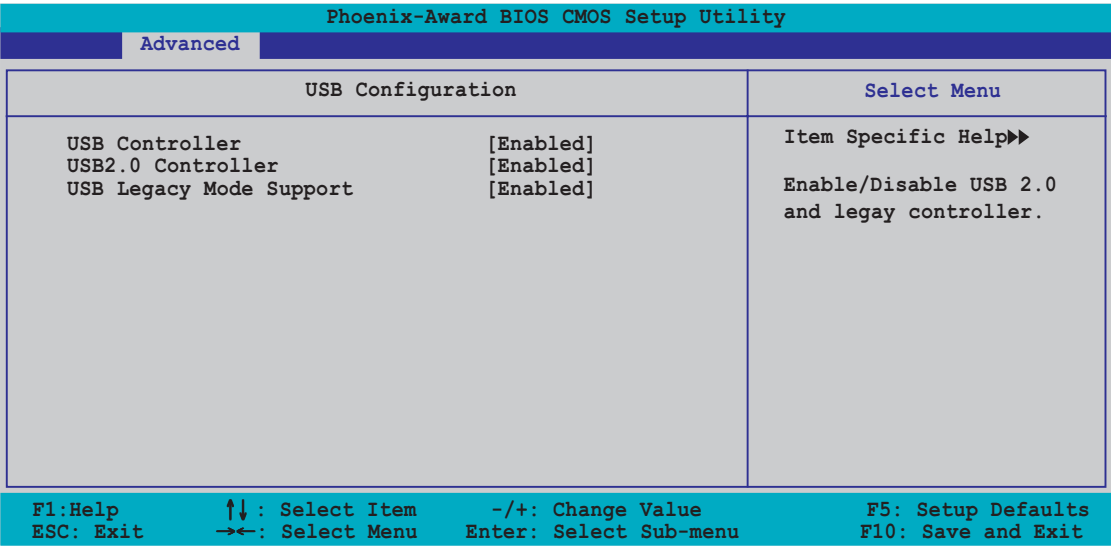 Phoenix-Award BIOS CMOS Setup Utility
Advanced
USB Configuration
Select Menu
USB Controller [Enabled]
USB2.0 Controller [Enabled]
USB Legacy Mode Support [Enabled]
Item Specific Help▶▶
Enable/Disable USB 2.0
and legay controller.
F1:Help ↑↓: Select Item -/+: Change Value F5: Setup Defaults
ESC: Exit →←: Select Menu Enter: Select Sub-menu F10: Save and Exit